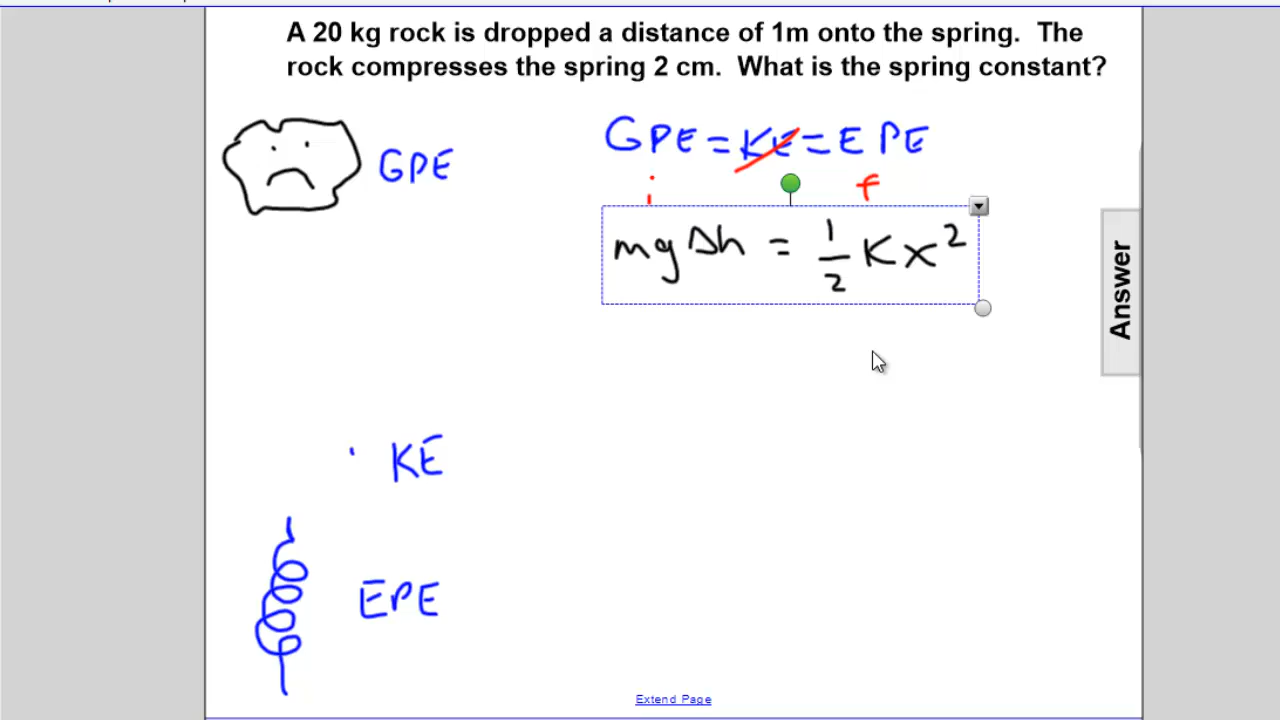 A 20 kg rock is dropped a distance of 1m onto the spring. The
rock compresses the spring 2 cm. What is the spring constant?
GPE = KE = EPE
GPE
i f
mgΔh = 1/2 Kx²
Answer
KE
EPE
Extend Page